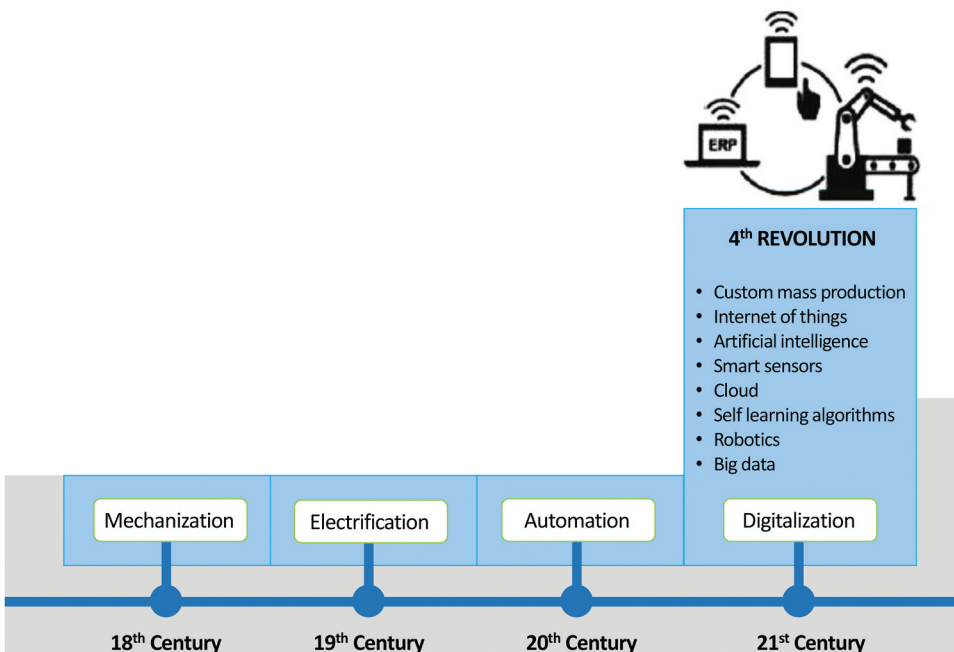 ERP
4th REVOLUTION
• Custom mass production
• Internet of things
• Artificial intelligence
• Smart sensors
• Cloud
• Self learning algorithms
• Robotics
• Big data
Mechanization
Electrification
Automation
Digitalization
18th Century
19th Century
20th Century
21st Century